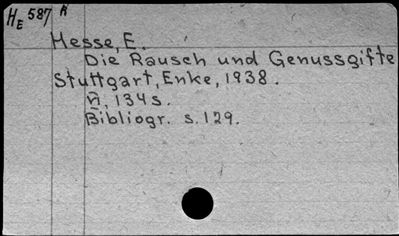 HE 587 A
Hesse, E.
Die Rausch und Genussgifte
Stuttgart, Enke, 1938.
n, 134 s.
Bibliogr. s. 129.